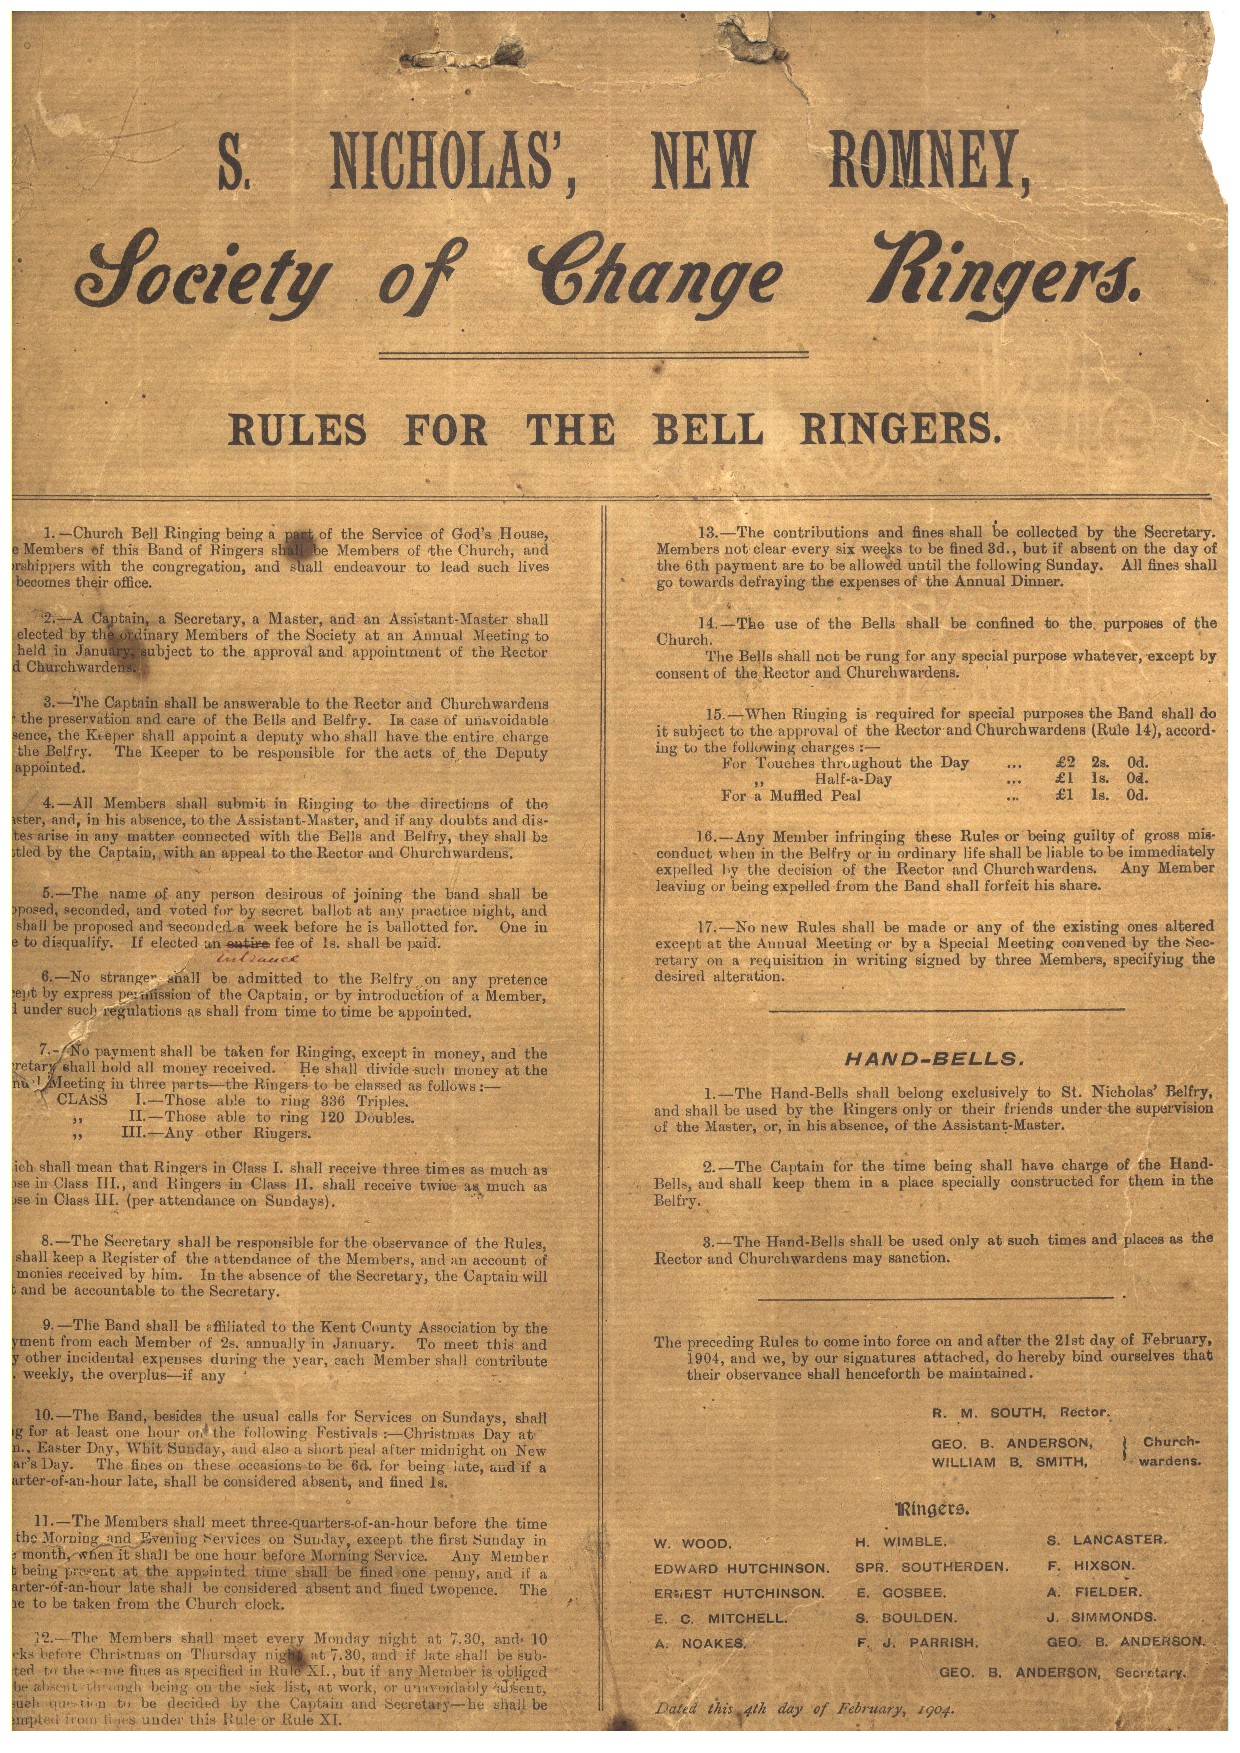 S. NICHOLAS', NEW ROMNEY,
Society of Change Ringers.
RULES FOR THE BELL RINGERS.
1.—Church Bell Ringing being a part of the Service of God's House,
e Members of this Band of Ringers shall be Members of the Church, and
rshippers with the congregation, and shall endeavour to lead such lives
becomes their office.
2.—A Captain, a Secretary, a Master, and an Assistant-Master shall
elected by the ordinary Members of the Society at an Annual Meeting to
held in January, subject to the approval and appointment of the Rector
d Churchwardens.
3.—The Captain shall be answerable to the Rector and Churchwardens
the preservation and care of the Bells and Belfry. In case of unavoidable
sence, the Keeper shall appoint a deputy who shall have the entire charge
the Belfry. The Keeper to be responsible for the acts of the Deputy
appointed.
4.—All Members shall submit in Ringing to the directions of the
ster, and, in his absence, to the Assistant-Master, and if any doubts and dis-
tes arise in any matter connected with the Bells and Belfry, they shall be
tled by the Captain, with an appeal to the Rector and Churchwardens.
5.—The name of any person desirous of joining the band shall be
posed, seconded, and voted for by secret ballot at any practice night, and
shall be proposed and seconded a week before he is ballotted for. One in
e to disqualify. If elected an entire fee of 1s. shall be paid.
entrance
6.—No stranger shall be admitted to the Belfry on any pretence
cept by express permission of the Captain, or by introduction of a Member,
d under such regulations as shall from time to time be appointed.
7.—No payment shall be taken for Ringing, except in money, and the
retary shall hold all money received. He shall divide such money at the
nual Meeting in three parts—the Ringers to be classed as follows:—
CLASS I.—Those able to ring 336 Triples.
„ II.—Those able to ring 120 Doubles.
„ III.—Any other Ringers.
ich shall mean that Ringers in Class I. shall receive three times as much as
ose in Class III., and Ringers in Class II. shall receive twice as much as
ose in Class III. (per attendance on Sundays).
8.—The Secretary shall be responsible for the observance of the Rules,
shall keep a Register of the attendance of the Members, and an account of
monies received by him. In the absence of the Secretary, the Captain will
t and be accountable to the Secretary.
9.—The Band shall be affiliated to the Kent County Association by the
yment from each Member of 2s. annually in January. To meet this and
y other incidental expenses during the year, each Member shall contribute
. weekly, the overplus—if any
10.—The Band, besides the usual calls for Services on Sundays, shall
g for at least one hour on the following Festivals :—Christmas Day at
n., Easter Day, Whit Sunday, and also a short peal after midnight on New
ar's Day. The fines on these occasions to be 6d. for being late, and if a
arter-of-an-hour late, shall be considered absent, and fined 1s.
11.—The Members shall meet three-quarters-of-an-hour before the time
the Morning and Evening Services on Sunday, except the first Sunday in
month, when it shall be one hour before Morning Service. Any Member
t being present at the appointed time shall be fined one penny, and if a
arter-of-an-hour late shall be considered absent and fined twopence. The
e to be taken from the Church clock.
12.—The Members shall meet every Monday night at 7.30, and 10
ks before Christmas on Thursday night at 7.30, and if late shall be sub-
ted to the same fines as specified in Rule XI., but if any Member is obliged
be absent through being on the sick list, at work, or unavoidably absent,
such question to be decided by the Captain and Secretary—he shall be
empted from fines under this Rule or Rule XI.
13.—The contributions and fines shall be collected by the Secretary.
Members not clear every six weeks to be fined 3d., but if absent on the day of
the 6th payment are to be allowed until the following Sunday. All fines shall
go towards defraying the expenses of the Annual Dinner.
14.—The use of the Bells shall be confined to the purposes of the
Church.
The Bells shall not be rung for any special purpose whatever, except by
consent of the Rector and Churchwardens.
15.—When Ringing is required for special purposes the Band shall do
it subject to the approval of the Rector and Churchwardens (Rule 14), accord-
ing to the following charges :—
For Touches throughout the Day ... £2 2s. 0d.
„ Half-a-Day ... £1 1s. 0d.
For a Muffled Peal ... £1 1s. 0d.
16.—Any Member infringing these Rules or being guilty of gross mis-
conduct when in the Belfry or in ordinary life shall be liable to be immediately
expelled by the decision of the Rector and Churchwardens. Any Member
leaving or being expelled from the Band shall forfeit his share.
17.—No new Rules shall be made or any of the existing ones altered
except at the Annual Meeting or by a Special Meeting convened by the Sec-
retary on a requisition in writing signed by three Members, specifying the
desired alteration.
HAND-BELLS.
1.—The Hand-Bells shall belong exclusively to St. Nicholas' Belfry,
and shall be used by the Ringers only or their friends under the supervision
of the Master, or, in his absence, of the Assistant-Master.
2.—The Captain for the time being shall have charge of the Hand-
Bells, and shall keep them in a place specially constructed for them in the
Belfry.
3.—The Hand-Bells shall be used only at such times and places as the
Rector and Churchwardens may sanction.
The preceding Rules to come into force on and after the 21st day of February,
1904, and we, by our signatures attached, do hereby bind ourselves that
their observance shall henceforth be maintained.
R. M. SOUTH, Rector.
GEO. B. ANDERSON, } Church-
WILLIAM B. SMITH, wardens.
Ringers.
W. WOOD. H. WIMBLE. S. LANCASTER.
EDWARD HUTCHINSON. SPR. SOUTHERDEN. F. HIXSON.
ERNEST HUTCHINSON. E. GOSBEE. A. FIELDER.
E. C. MITCHELL. S. BOULDEN. J. SIMMONDS.
A. NOAKES. F. J. PARRISH. GEO. B. ANDERSON.
GEO. B. ANDERSON, Secretary.
Dated this 4th day of February, 1904.